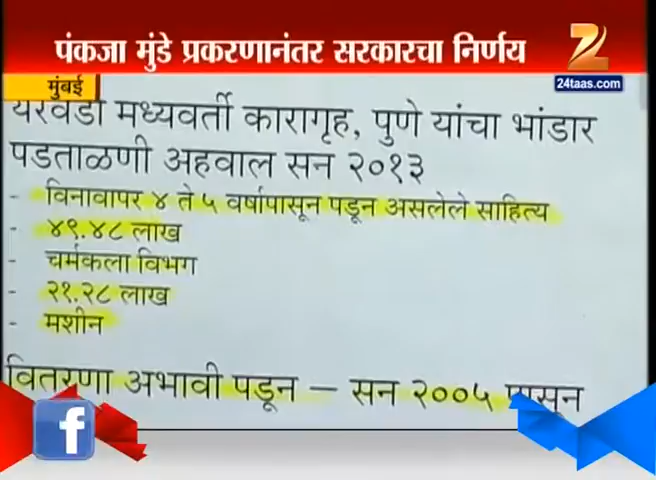 पंकजा मुंडे प्रकरणानंतर सरकारचा निर्णय
24taas.com
मुंबई
येरवडा मध्यवर्ती कारागृह, पुणे यांचा भांडार
पडताळणी अहवाल सन २०१३
- विनावापर ४ ते ५ वर्षापासून पडून असलेले साहित्य
- ४९.४८ लाख
- चर्मकला विभग
- २१.२८ लाख
- मशीन
वितरणा अभावी पडून – सन २००५ पासून
f